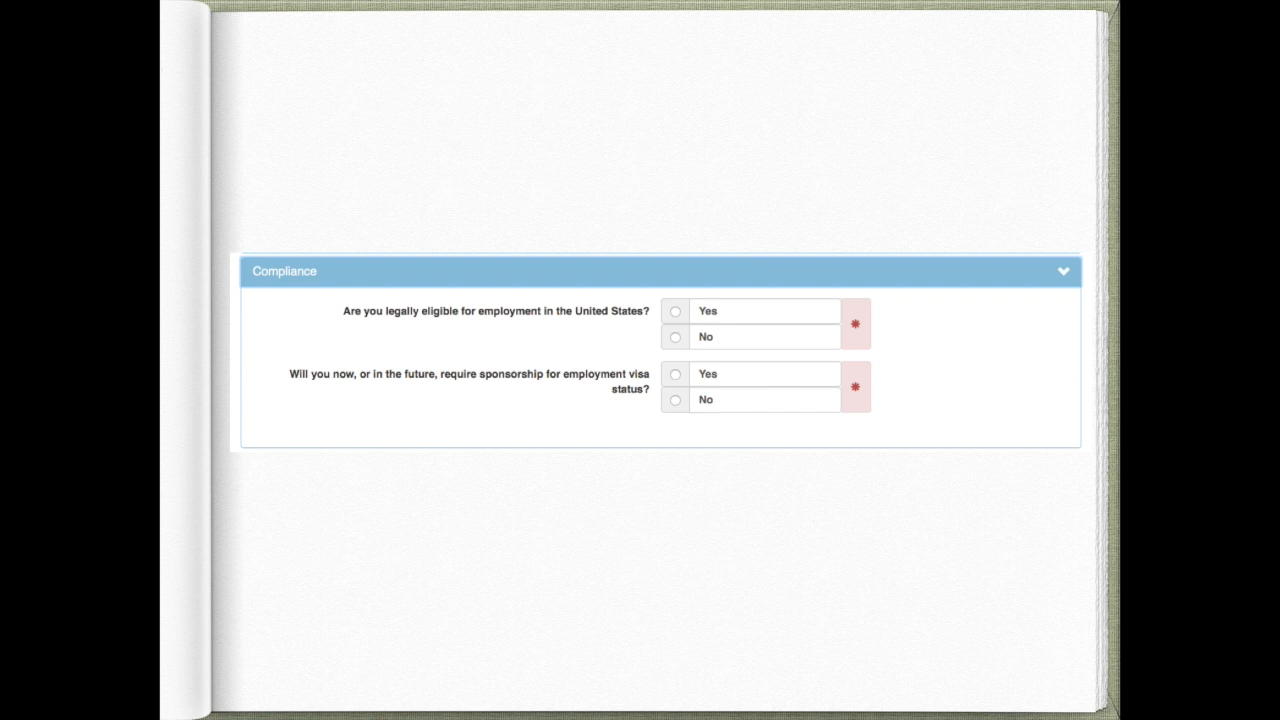 Compliance
Are you legally eligible for employment in the United States?
Yes
No
Will you now, or in the future, require sponsorship for employment visa
status?
Yes
No